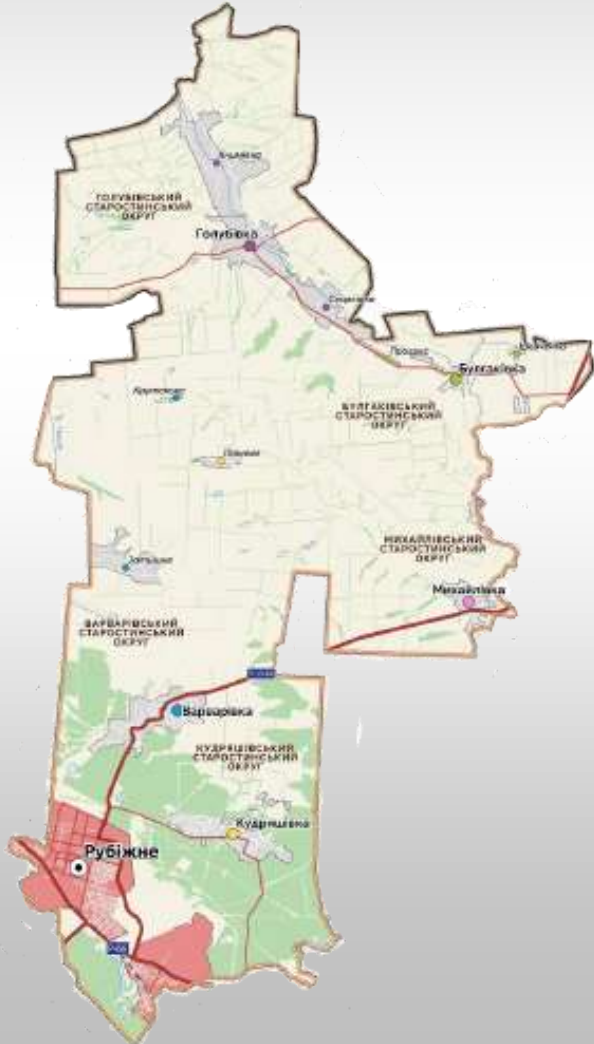 ГОЛУБІВСЬКИЙ
СТАРОСТИНСЬКИЙ
ОКРУГ
Голубівка
Булгаківка
БУЛГАКІВСЬКИЙ
СТАРОСТИНСЬКИЙ
ОКРУГ
МИХАЙЛІВСЬКИЙ
СТАРОСТИНСЬКИЙ
ОКРУГ
Затишне
Михайлівка
ВАРВАРІВСЬКИЙ
СТАРОСТИНСЬКИЙ
ОКРУГ
Варварівка
КУДРЯШІВСЬКИЙ
СТАРОСТИНСЬКИЙ
ОКРУГ
Кудряшівка
Рубіжне